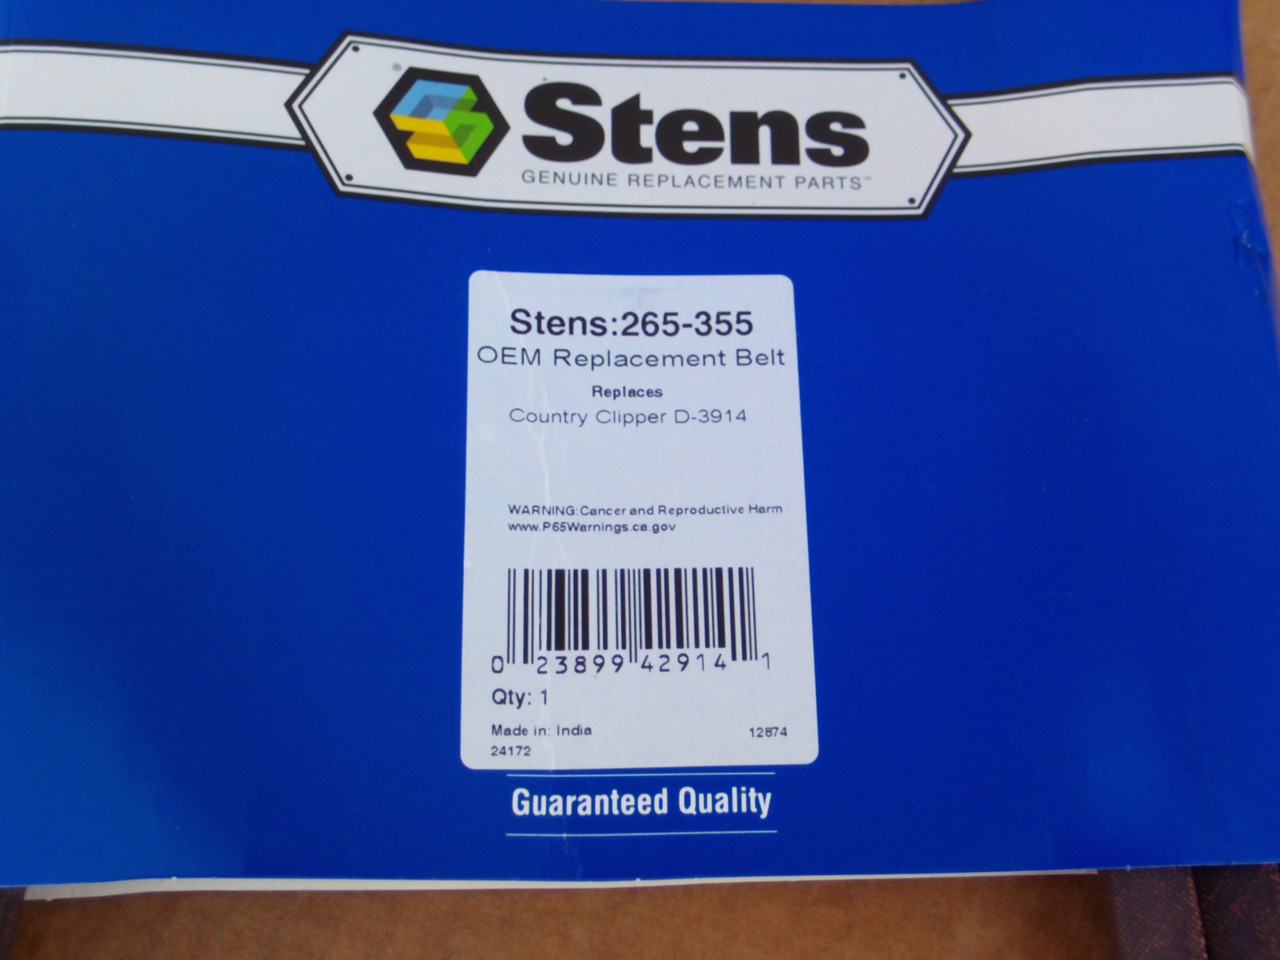 ®
Stens
GENUINE REPLACEMENT PARTS™
Stens:265-355
OEM Replacement Belt
Replaces
Country Clipper D-3914
WARNING:Cancer and Reproductive Harm
www.P65Warnings.ca.gov
0 23899 42914 1
Qty: 1
Made in: India 12874
24172
Guaranteed Quality